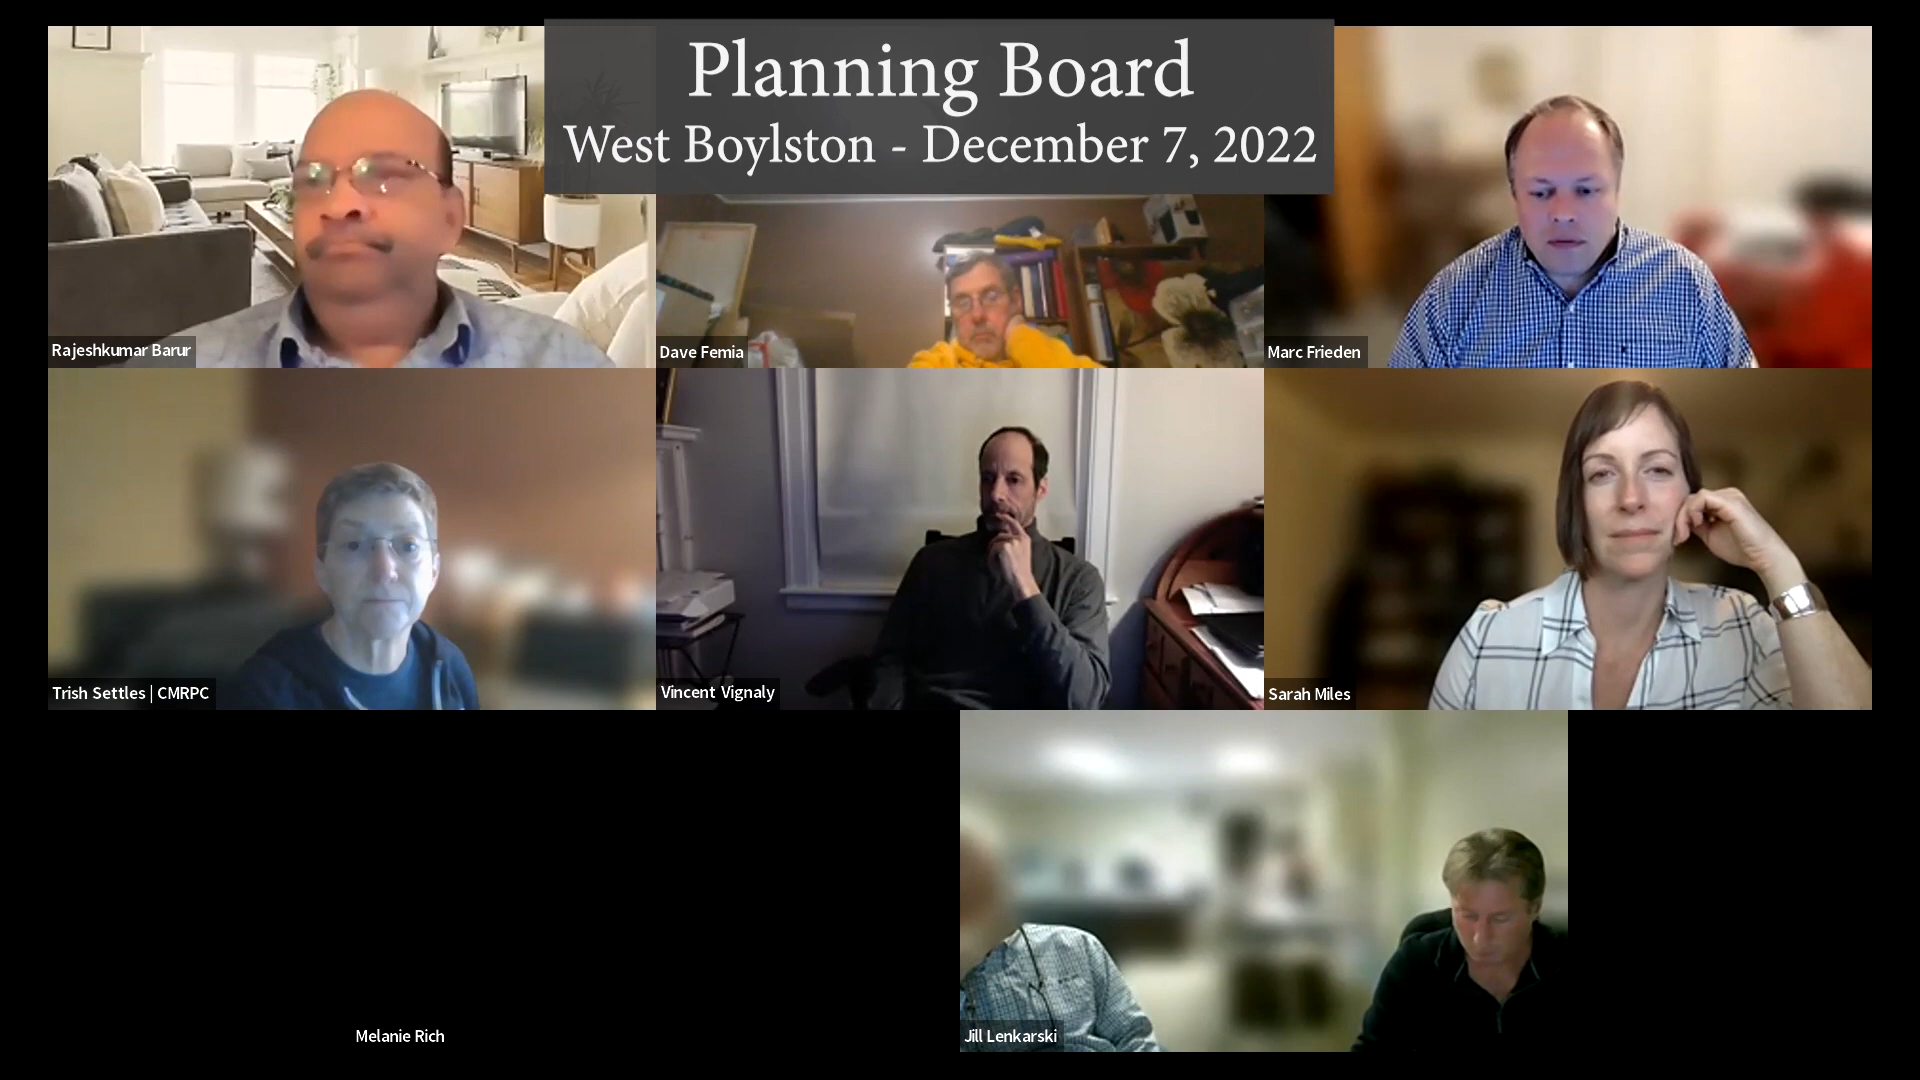 Planning Board
West Boylston - December 7, 2022
Rajeshkumar Barur
Dave Femia
Marc Frieden
Trish Settles | CMRPC
Vincent Vignaly
Sarah Miles
Melanie Rich
Jill Lenkarski